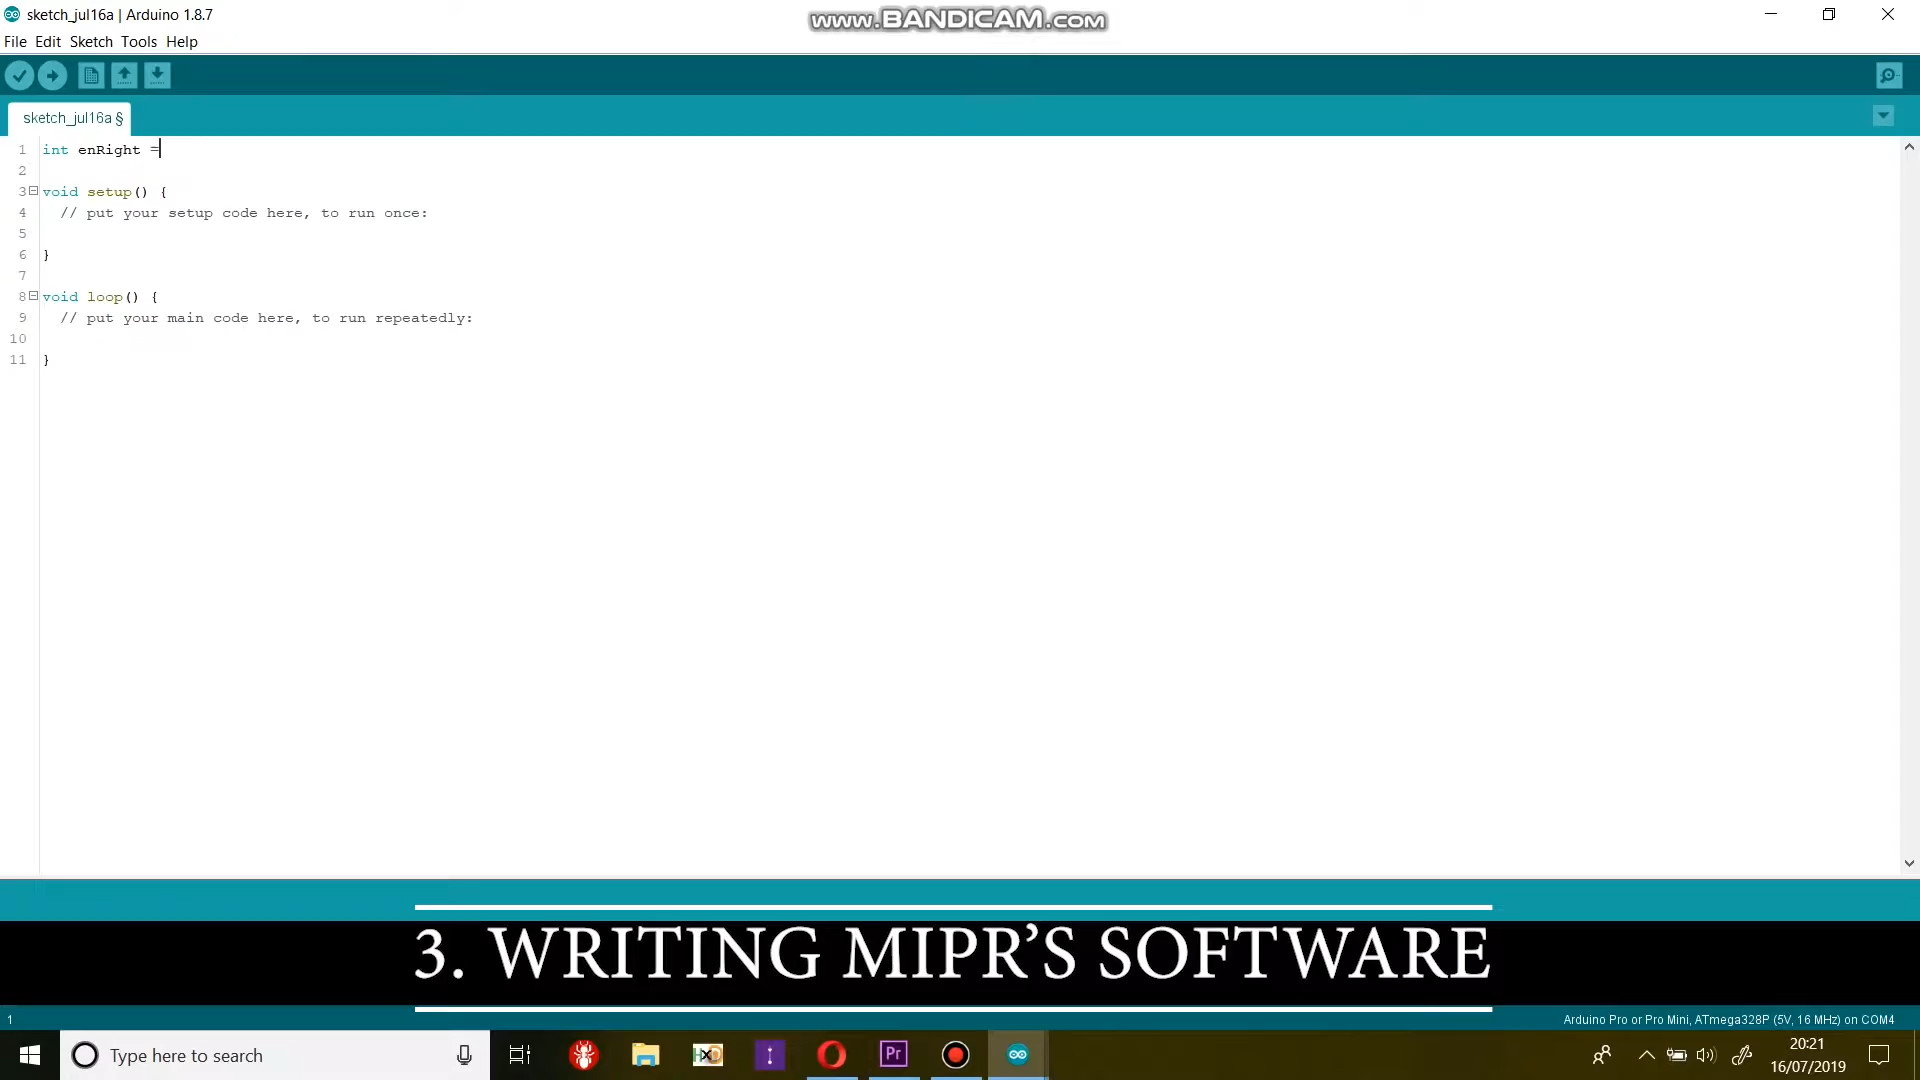 sketch_jul16a | Arduino 1.8.7
www.BANDICAM.com
File Edit Sketch Tools Help
sketch_jul16a §
1 int enRight =
2
3 void setup() {
4 // put your setup code here, to run once:
5
6 }
7
8 void loop() {
9 // put your main code here, to run repeatedly:
10
11 }
3. WRITING MIPR’S SOFTWARE
1 Arduino Pro or Pro Mini, ATmega328P (5V, 16 MHz) on COM4
Type here to search
Pr
20:21
16/07/2019